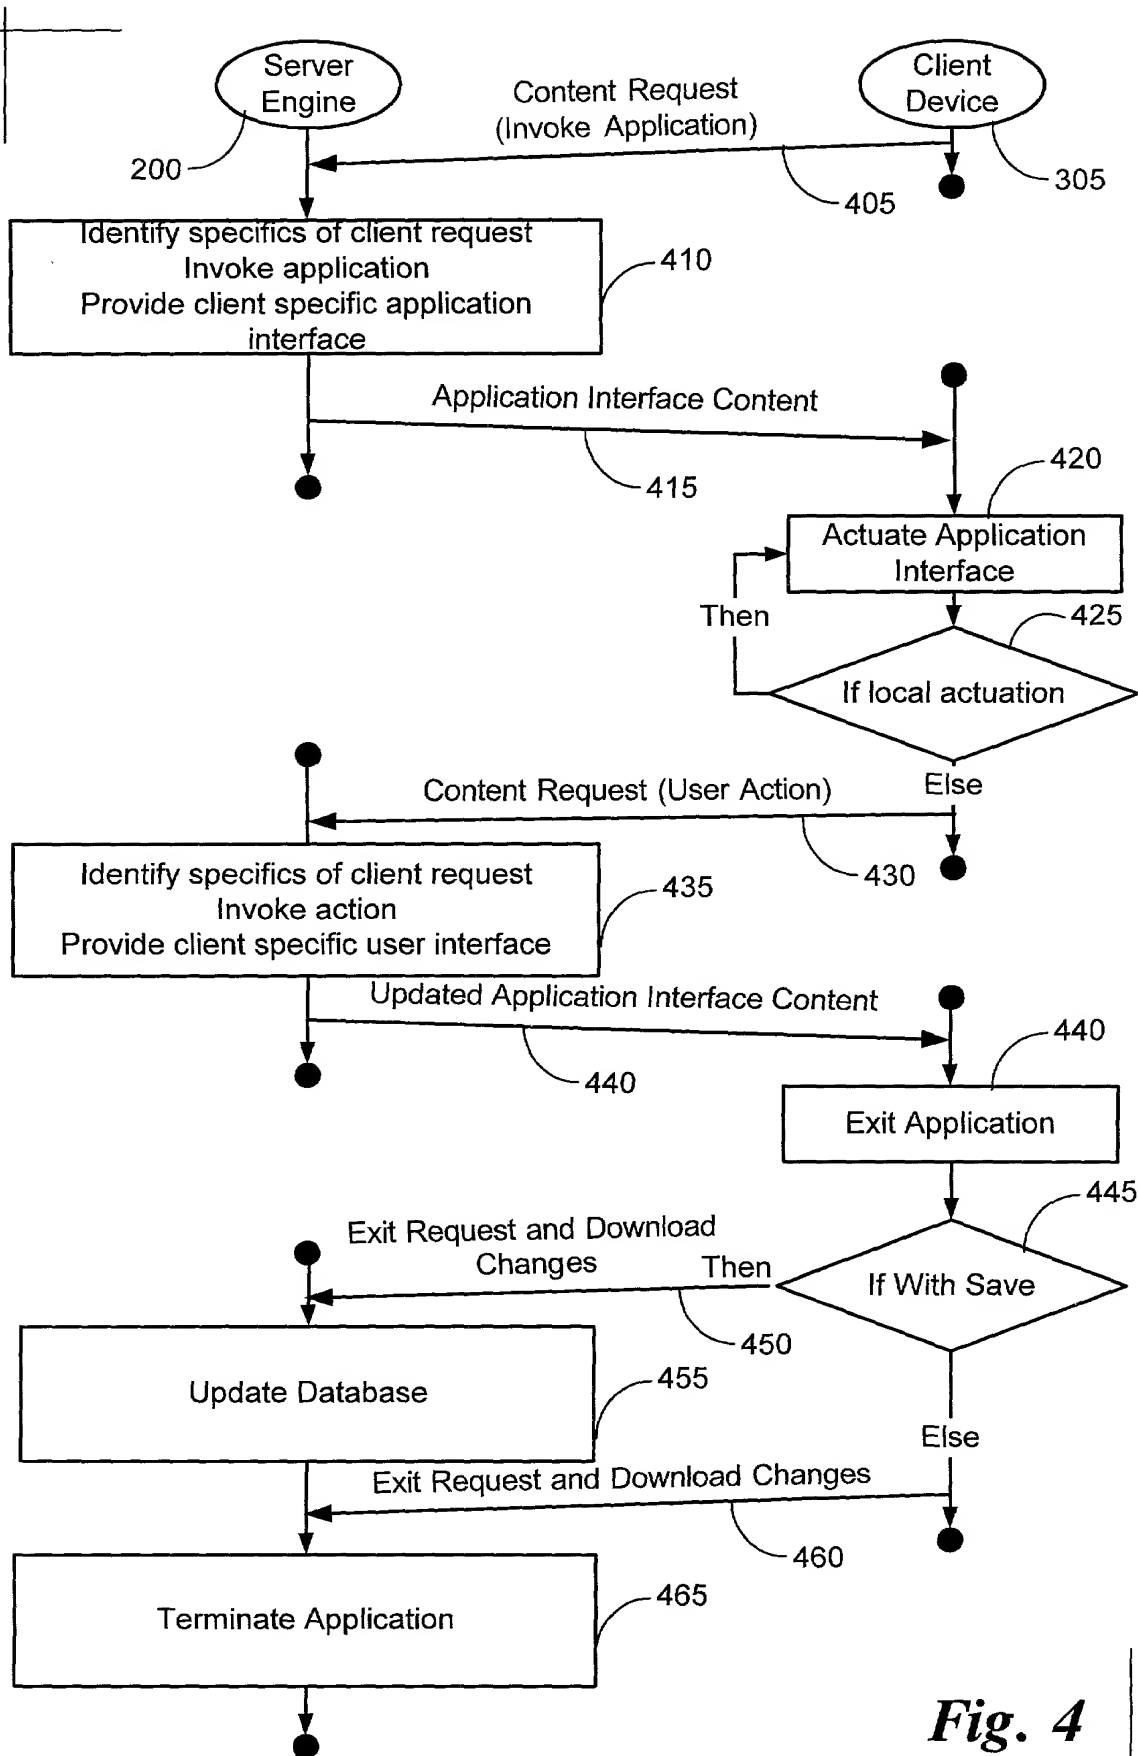 Server
Engine
Client
Device
Content Request
(Invoke Application)
200
405
305
Identify specifics of client request
Invoke application
Provide client specific application
interface
410
Application Interface Content
415
420
Actuate Application
Interface
Then
425
If local actuation
Else
Content Request (User Action)
430
Identify specifics of client request
Invoke action
Provide client specific user interface
435
Updated Application Interface Content
440
440
Exit Application
445
Exit Request and Download
Changes
Then
If With Save
450
Update Database
455
Else
Exit Request and Download Changes
460
Terminate Application
465
Fig. 4